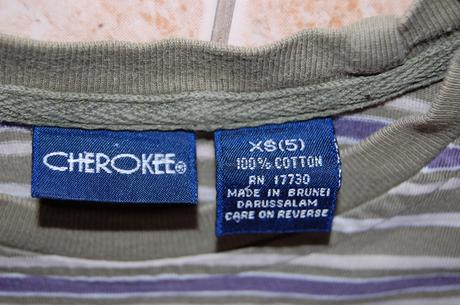 CHEROKEE®
XS(5)
100% COTTON
RN 17730
MADE IN BRUNEI
DARUSSALAM
CARE ON REVERSE